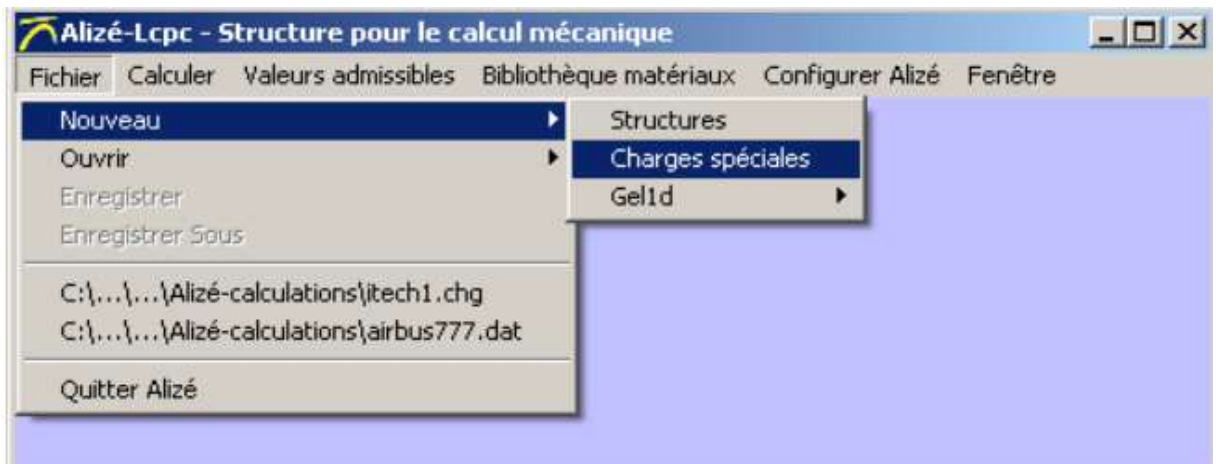 Alizé-Lcpc - Structure pour le calcul mécanique
Fichier Calculer Valeurs admissibles Bibliothèque matériaux Configurer Alizé Fenêtre
Nouveau
Ouvrir
Enregistrer
Enregistrer Sous
C:\...\...\Alizé-calculations\itech1.chg
C:\...\...\Alizé-calculations\airbus777.dat
Quitter Alizé
Structures
Charges spéciales
Gel1d